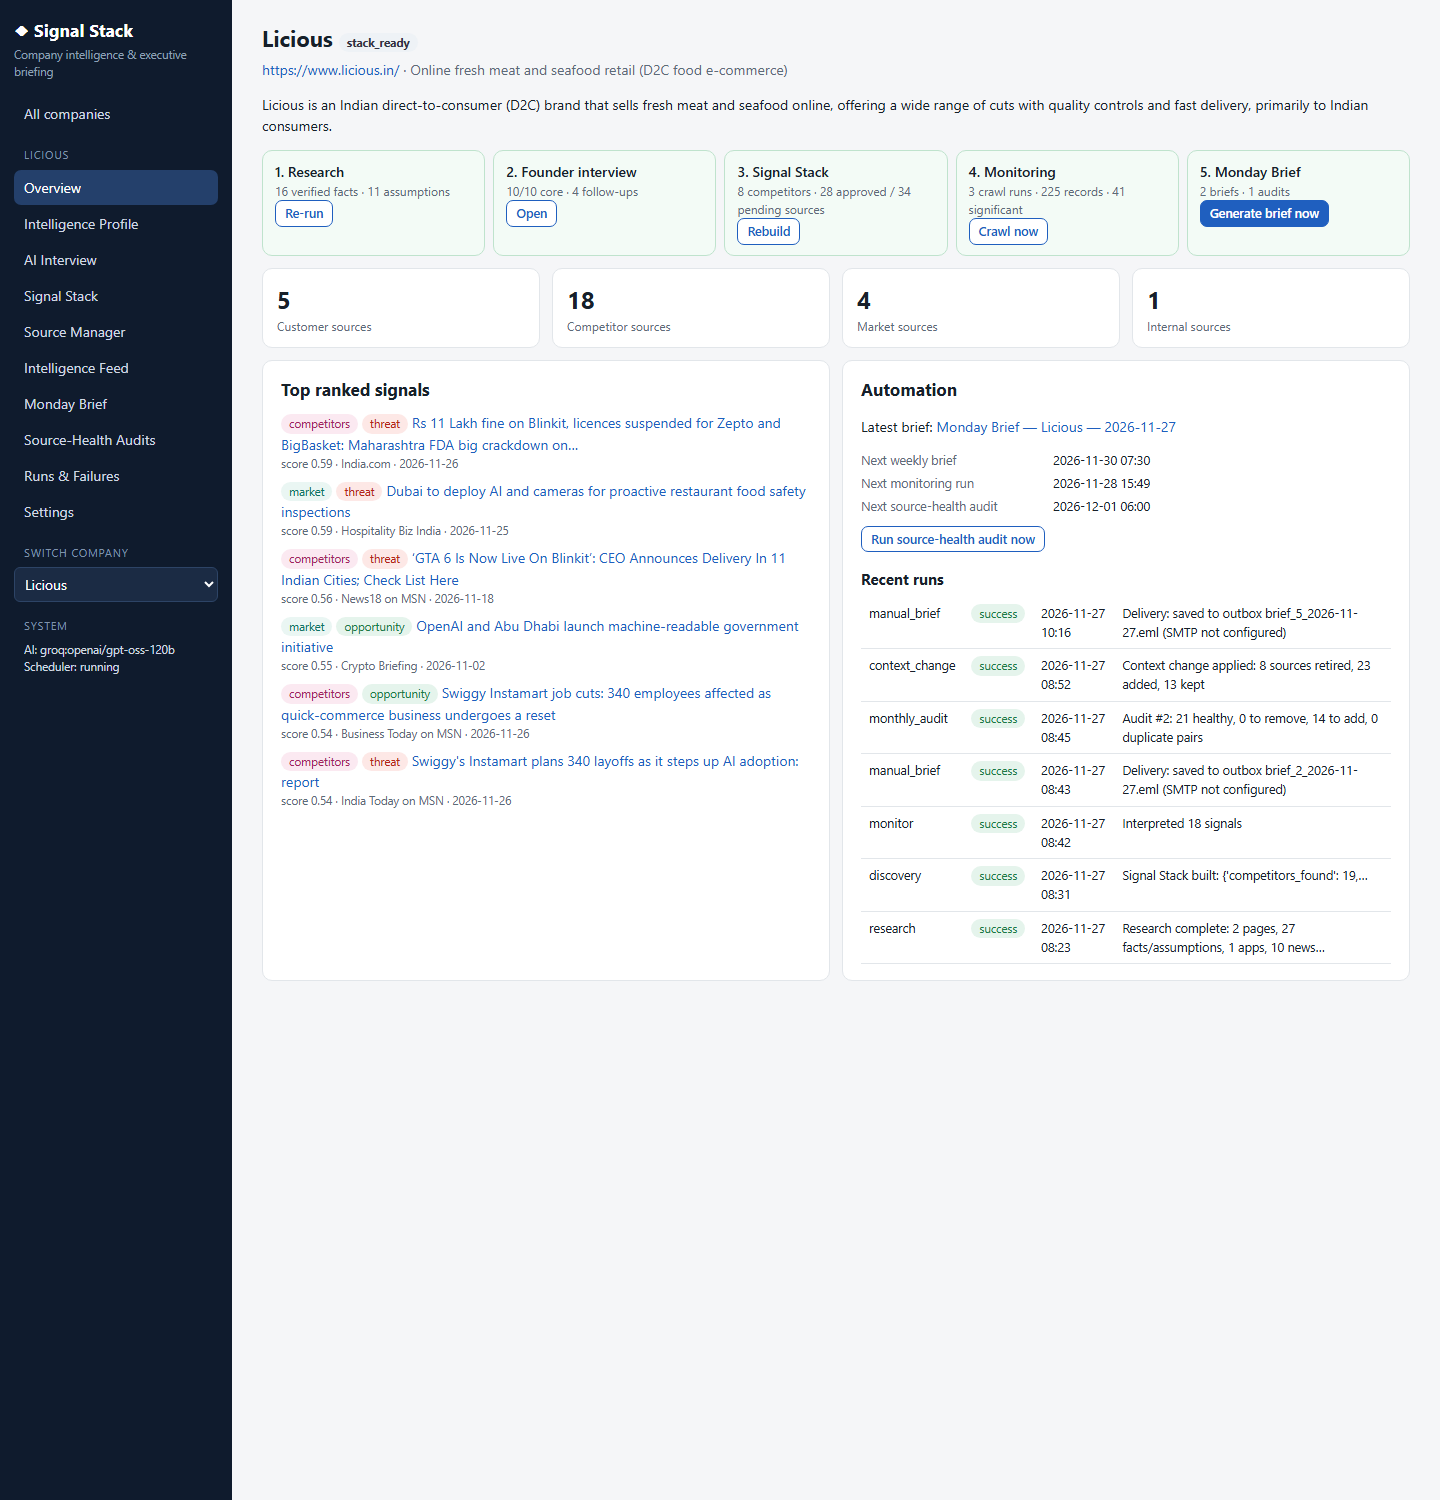 ◆ Signal Stack
Company intelligence & executive
briefing
All companies
LICIOUS
Overview
Intelligence Profile
AI Interview
Signal Stack
Source Manager
Intelligence Feed
Monday Brief
Source-Health Audits
Runs & Failures
Settings
SWITCH COMPANY
Licious
SYSTEM
AI: groq:openai/gpt-oss-120b
Scheduler: running
Licious stack_ready
https://www.licious.in/ · Online fresh meat and seafood retail (D2C food e-commerce)
Licious is an Indian direct-to-consumer (D2C) brand that sells fresh meat and seafood online, offering a wide range of cuts with quality controls and fast delivery, primarily to Indian
consumers.
1. Research
16 verified facts · 11 assumptions
Re-run
2. Founder interview
10/10 core · 4 follow-ups
Open
3. Signal Stack
8 competitors · 28 approved / 34
pending sources
Rebuild
4. Monitoring
3 crawl runs · 225 records · 41
significant
Crawl now
5. Monday Brief
2 briefs · 1 audits
Generate brief now
5
Customer sources
18
Competitor sources
4
Market sources
1
Internal sources
Top ranked signals
competitors threat Rs 11 Lakh fine on Blinkit, licences suspended for Zepto and
BigBasket: Maharashtra FDA big crackdown on...
score 0.59 · India.com · 2026-11-26
market threat Dubai to deploy AI and cameras for proactive restaurant food safety
inspections
score 0.59 · Hospitality Biz India · 2026-11-25
competitors threat ‘GTA 6 Is Now Live On Blinkit’: CEO Announces Delivery In 11
Indian Cities; Check List Here
score 0.56 · News18 on MSN · 2026-11-18
market opportunity OpenAI and Abu Dhabi launch machine-readable government
initiative
score 0.55 · Crypto Briefing · 2026-11-02
competitors opportunity Swiggy Instamart job cuts: 340 employees affected as
quick-commerce business undergoes a reset
score 0.54 · Business Today on MSN · 2026-11-26
competitors threat Swiggy's Instamart plans 340 layoffs as it steps up AI adoption:
report
score 0.54 · India Today on MSN · 2026-11-26
Automation
Latest brief: Monday Brief — Licious — 2026-11-27
Next weekly brief 2026-11-30 07:30
Next monitoring run 2026-11-28 15:49
Next source-health audit 2026-12-01 06:00
Run source-health audit now
Recent runs
manual_brief success 2026-11-27 Delivery: saved to outbox brief_5_2026-11-
10:16 27.eml (SMTP not configured)
context_change success 2026-11-27 Context change applied: 8 sources retired, 23
08:52 added, 13 kept
monthly_audit success 2026-11-27 Audit #2: 21 healthy, 0 to remove, 14 to add, 0
08:45 duplicate pairs
manual_brief success 2026-11-27 Delivery: saved to outbox brief_2_2026-11-
08:43 27.eml (SMTP not configured)
monitor success 2026-11-27 Interpreted 18 signals
08:42
discovery success 2026-11-27 Signal Stack built: {'competitors_found': 19,...
08:31
research success 2026-11-27 Research complete: 2 pages, 27
08:23 facts/assumptions, 1 apps, 10 news...